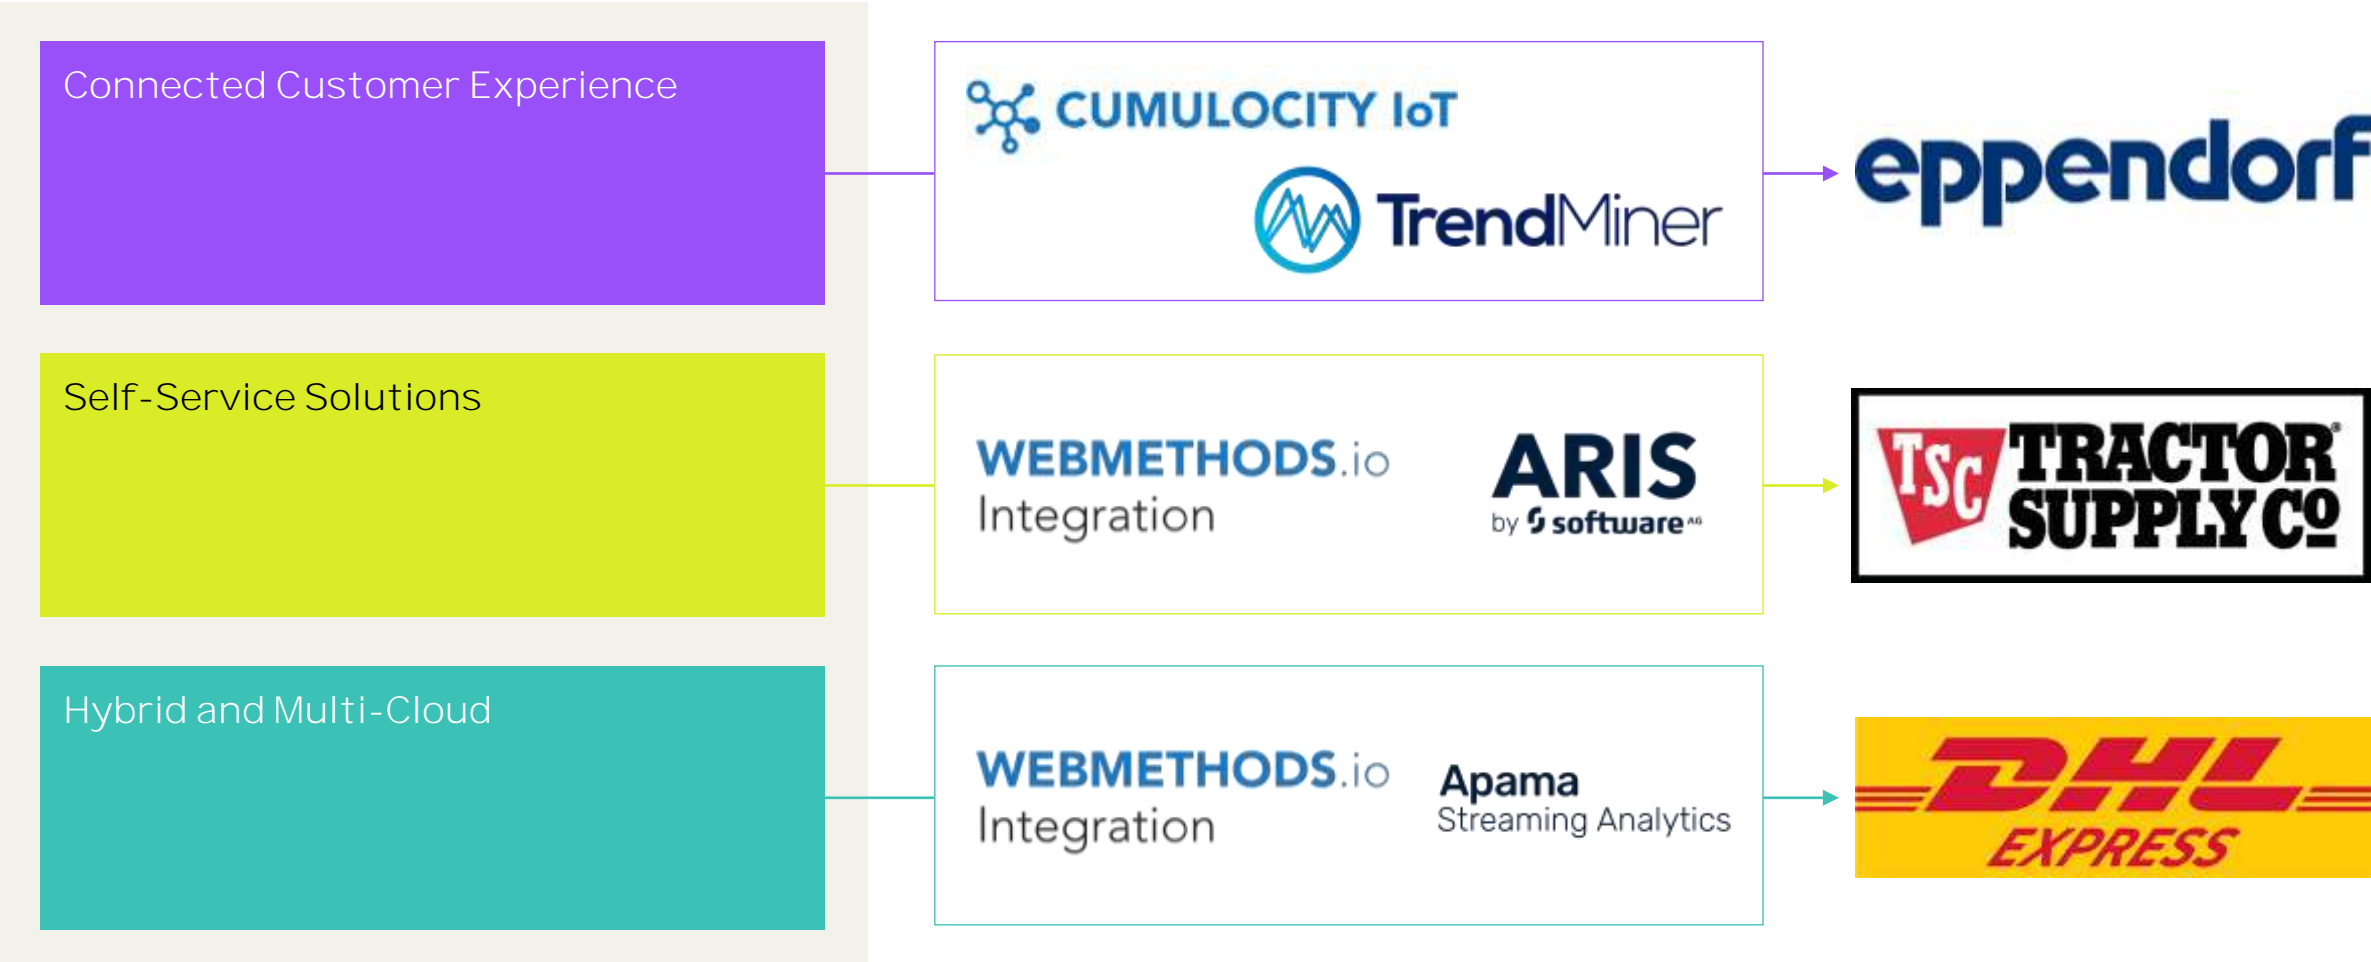 Connected Customer Experience
CUMULOCITY IoT
TrendMiner
eppendorf
Self-Service Solutions
WEBMETHODS.io
Integration
ARIS
by software AG
TSC TRACTOR
SUPPLY CO
Hybrid and Multi-Cloud
WEBMETHODS.io
Integration
Apama
Streaming Analytics
DHL
EXPRESS